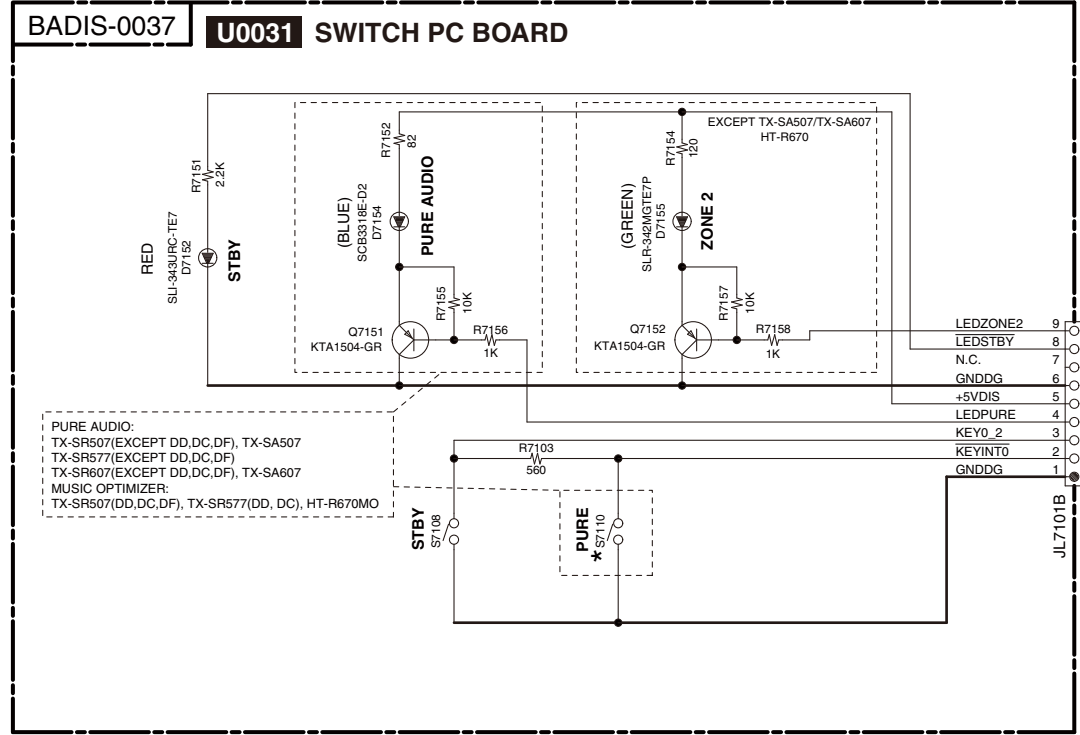 BADIS-0037
U0031 SWITCH PC BOARD
R7151
2.2K
RED
SLI-343URC-TE7
D7152
STBY
R7152
82
(BLUE)
SCB3318E-D2
D7154
PURE AUDIO
R7155
10K
Q7151
KTA1504-GR
R7156
1K
EXCEPT TX-SA507/TX-SA607
HT-R670
R7154
120
(GREEN)
SLR-342MGTE7P
D7155
ZONE 2
R7157
10K
Q7152
KTA1504-GR
R7158
1K
LEDZONE2 9
LEDSTBY 8
N.C. 7
GNDDG 6
+5VDIS 5
LEDPURE 4
KEY0_2 3
KEYINT0 2
GNDDG 1
JL7101B
PURE AUDIO:
TX-SR507(EXCEPT DD,DC,DF), TX-SA507
TX-SR577(EXCEPT DD,DC,DF)
TX-SR607(EXCEPT DD,DC,DF), TX-SA607
MUSIC OPTIMIZER:
TX-SR507(DD,DC,DF), TX-SR577(DD, DC), HT-R670MO
R7103
560
STBY
S7108
PURE
*S7110